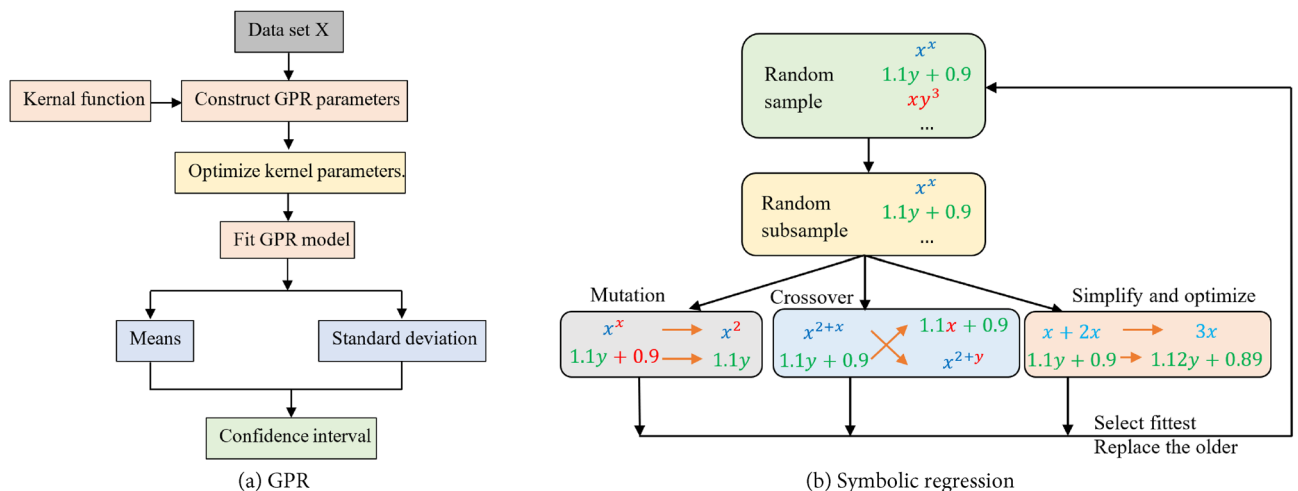 Data set X
Kernal function
Construct GPR parameters
Optimize kernel parameters.
Fit GPR model
Means
Standard deviation
Confidence interval
(a) GPR
Random
sample
x^x
1.1y + 0.9
xy^3
...
Random
subsample
x^x
1.1y + 0.9
...
Mutation
x^x → x^2
1.1y + 0.9 → 1.1y
Crossover
x^{2+x} 1.1x + 0.9
1.1y + 0.9 x^{2+y}
Simplify and optimize
x + 2x → 3x
1.1y + 0.9 → 1.12y + 0.89
Select fittest
Replace the older
(b) Symbolic regression